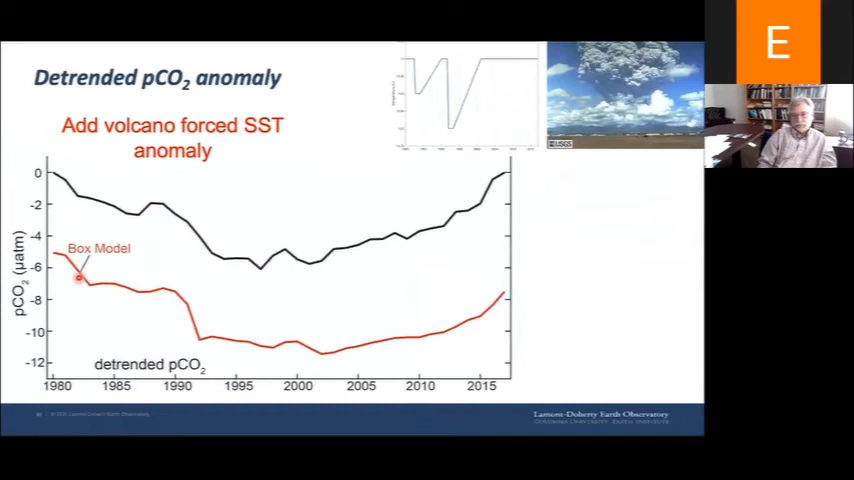 Detrended pCO₂ anomaly
Add volcano forced SST
anomaly
USGS
E
0
-2
-4
-6
-8
-10
-12
pCO₂ (μatm)
Box Model
detrended pCO₂
1980
1985
1990
1995
2000
2005
2010
2015
Lamont-Doherty Earth Observatory
Columbia University | Earth Institute